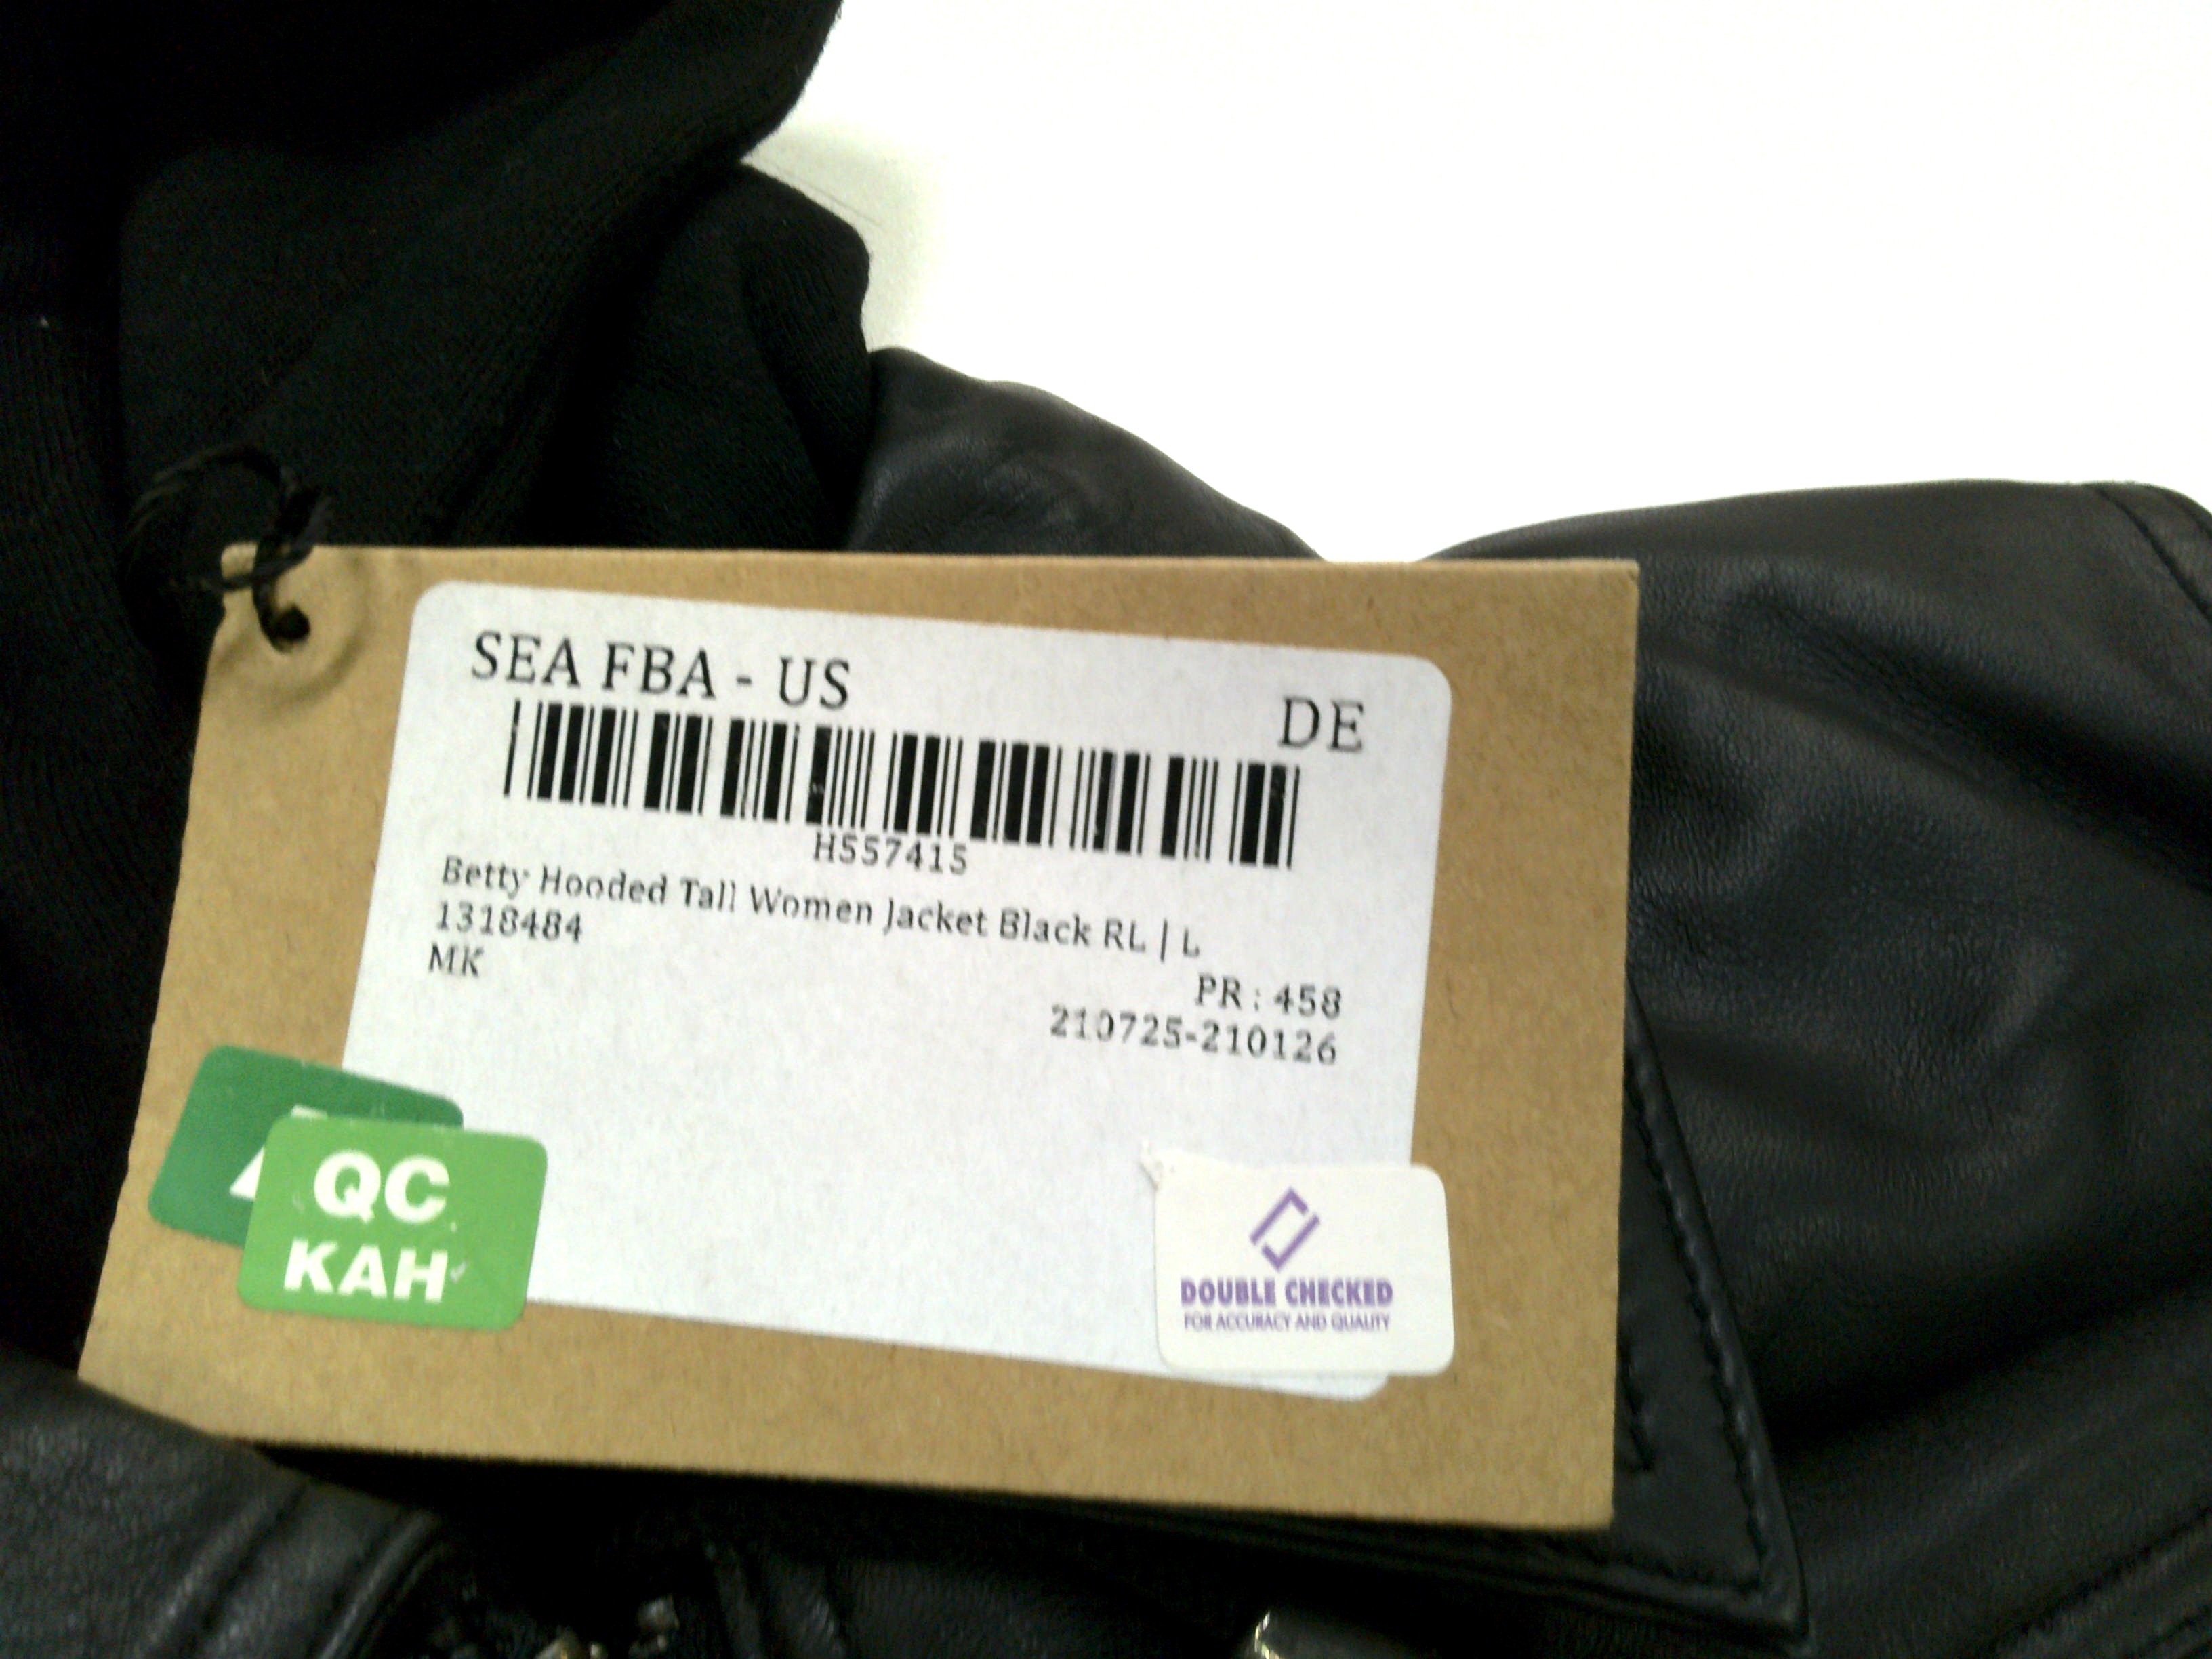 SEA FBA - US
DE
H557415
Betty Hooded Tall Women Jacket Black RL | L
1318484
MK
PR : 458
210725-210126
QC
KAH
DOUBLE CHECKED
FOR ACCURACY AND QUALITY